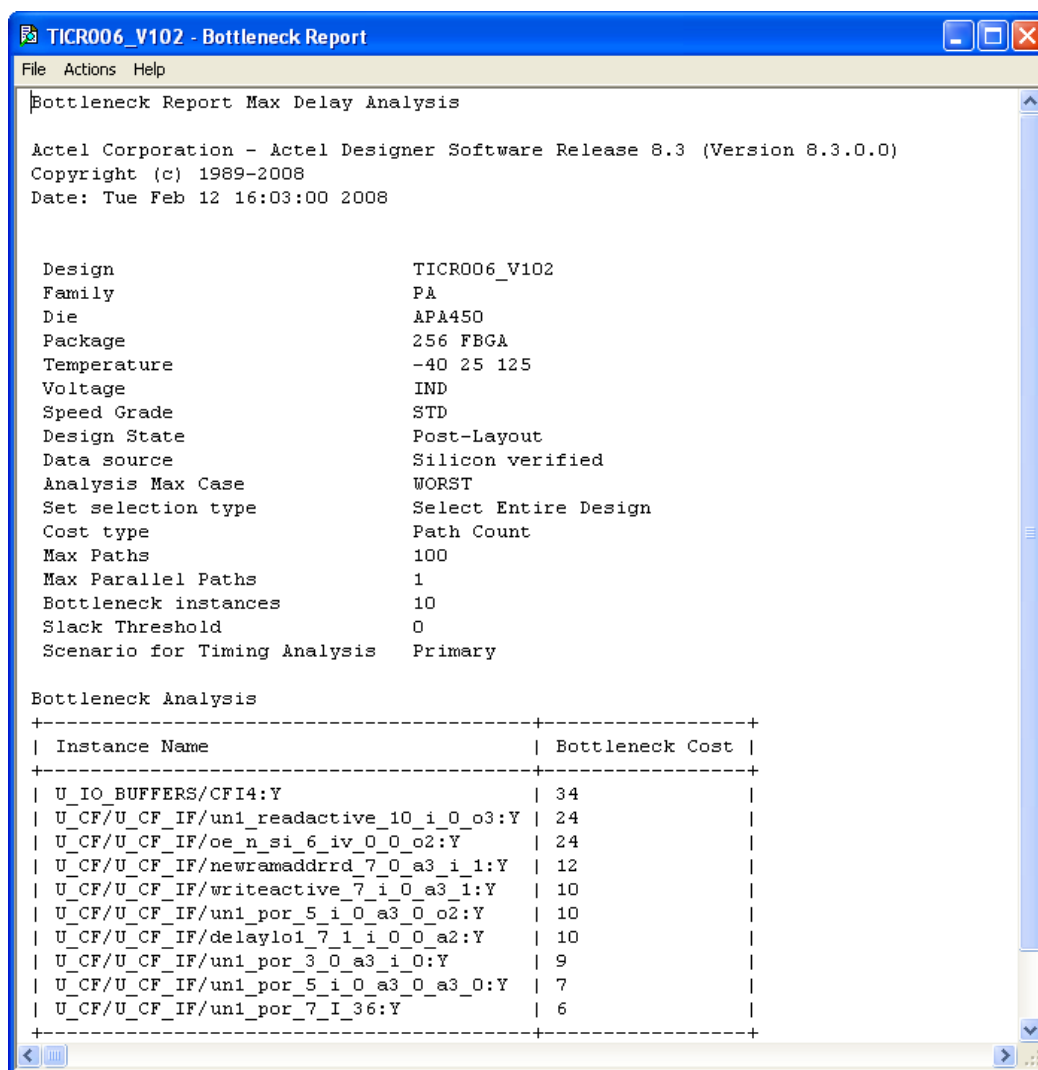 TICR006_V102 - Bottleneck Report
File Actions Help
Bottleneck Report Max Delay Analysis
Actel Corporation - Actel Designer Software Release 8.3 (Version 8.3.0.0)
Copyright (c) 1989-2008
Date: Tue Feb 12 16:03:00 2008
Design TICR006_V102
Family PA
Die APA450
Package 256 FBGA
Temperature -40 25 125
Voltage IND
Speed Grade STD
Design State Post-Layout
Data source Silicon verified
Analysis Max Case WORST
Set selection type Select Entire Design
Cost type Path Count
Max Paths 100
Max Parallel Paths 1
Bottleneck instances 10
Slack Threshold 0
Scenario for Timing Analysis Primary
Bottleneck Analysis
+-----------------------------------------+-----------------+
| Instance Name | Bottleneck Cost |
+-----------------------------------------+-----------------+
| U_IO_BUFFERS/CFI4:Y | 34 |
| U_CF/U_CF_IF/un1_readactive_10_i_0_o3:Y | 24 |
| U_CF/U_CF_IF/oe_n_si_6_iv_0_0_o2:Y | 24 |
| U_CF/U_CF_IF/newramaddrrd_7_0_a3_i_1:Y | 12 |
| U_CF/U_CF_IF/writeactive_7_i_0_a3_1:Y | 10 |
| U_CF/U_CF_IF/un1_por_5_i_0_a3_0_o2:Y | 10 |
| U_CF/U_CF_IF/delaylo1_7_1_i_0_0_a2:Y | 10 |
| U_CF/U_CF_IF/un1_por_3_0_a3_i_0:Y | 9 |
| U_CF/U_CF_IF/un1_por_5_i_0_a3_0_a3_0:Y | 7 |
| U_CF/U_CF_IF/un1_por_7_I_36:Y | 6 |
+-----------------------------------------+-----------------+